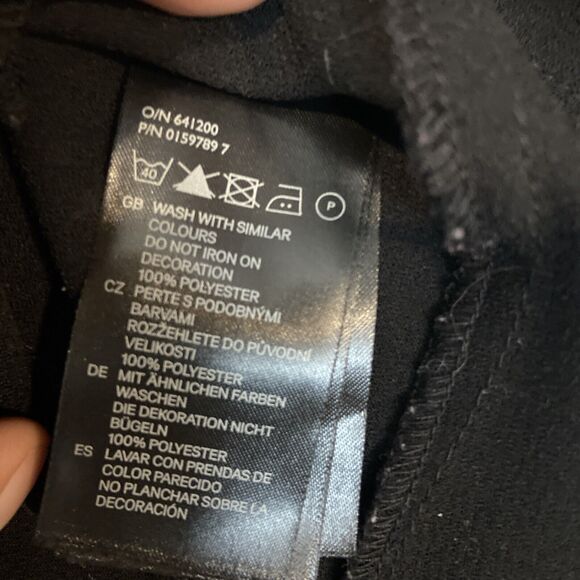 O/N 641200
P/N 0159789 7
40 P
GB WASH WITH SIMILAR
COLOURS
DO NOT IRON ON
DECORATION
100% POLYESTER
CZ PERTE S PODOBNÝMI
BARVAMI
ROZŽEHLETE DO PŮVODNÍ
VELIKOSTI
100% POLYESTER
DE MIT ÄHNLICHEN FARBEN
WASCHEN
DIE DEKORATION NICHT
BÜGELN
100% POLYESTER
ES LAVAR CON PRENDAS DE
COLOR PARECIDO
NO PLANCHAR SOBRE LA
DECORACIÓN